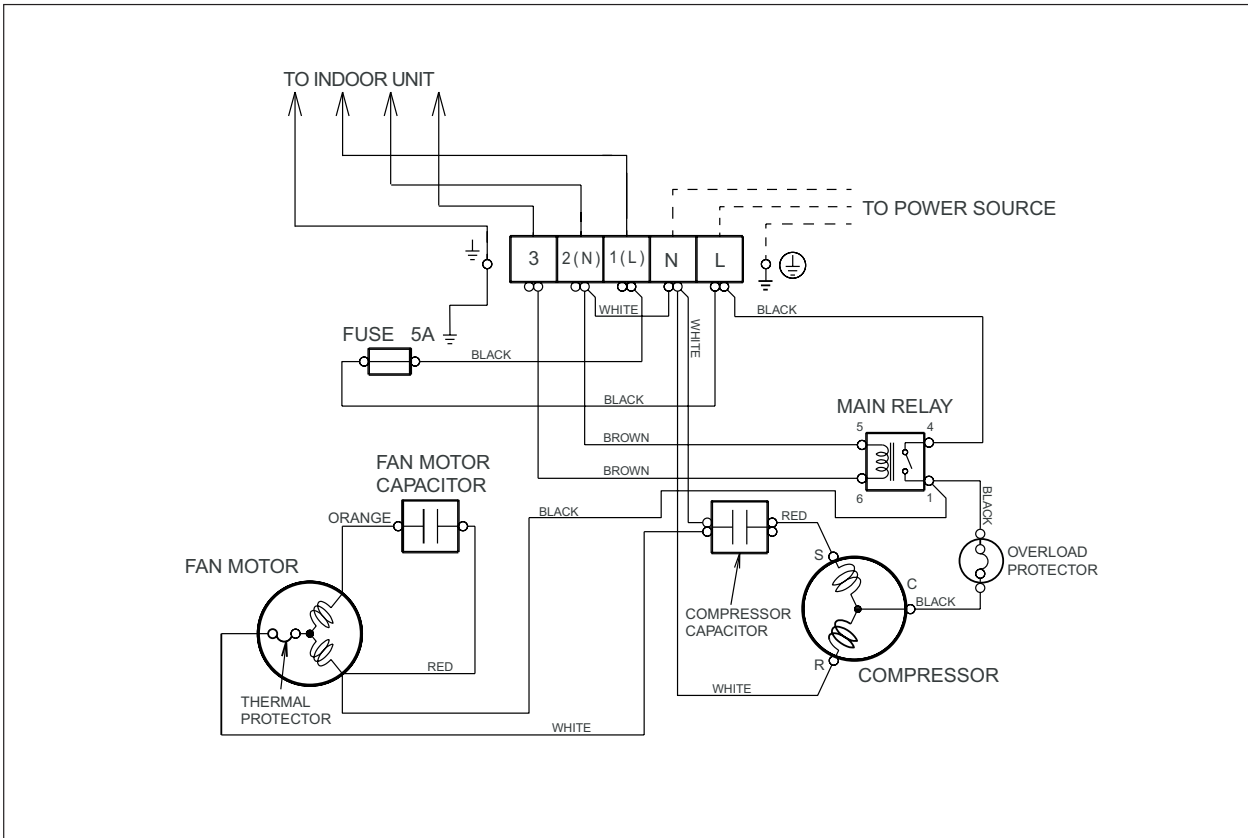 TO INDOOR UNIT
TO POWER SOURCE
3 2(N) 1(L) N L
WHITE
WHITE
BLACK
FUSE 5A
BLACK
BLACK
MAIN RELAY
5 4
BROWN
BROWN
6 1
FAN MOTOR
CAPACITOR
ORANGE
BLACK
RED
BLACK
FAN MOTOR
S
C
OVERLOAD
PROTECTOR
COMPRESSOR
CAPACITOR
BLACK
RED
R
COMPRESSOR
THERMAL
PROTECTOR
WHITE
WHITE